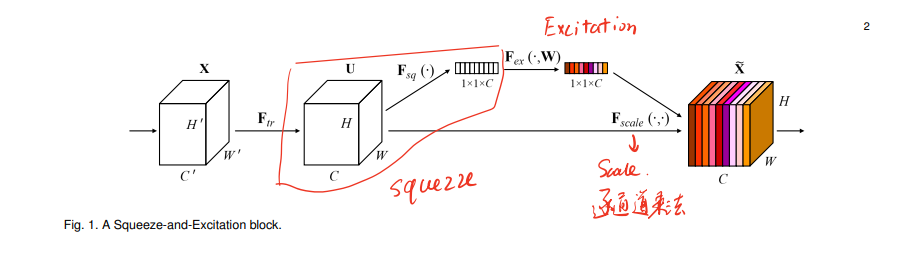 Excitation
2
X
U
F_sq (·)
F_ex (·,W)
X̃
1×1×C
1×1×C
H'
F_tr
H
F_scale (·,·)
H
W'
W
W
C'
C
C
squezze
Scale.
逐通道乘法
Fig. 1. A Squeeze-and-Excitation block.